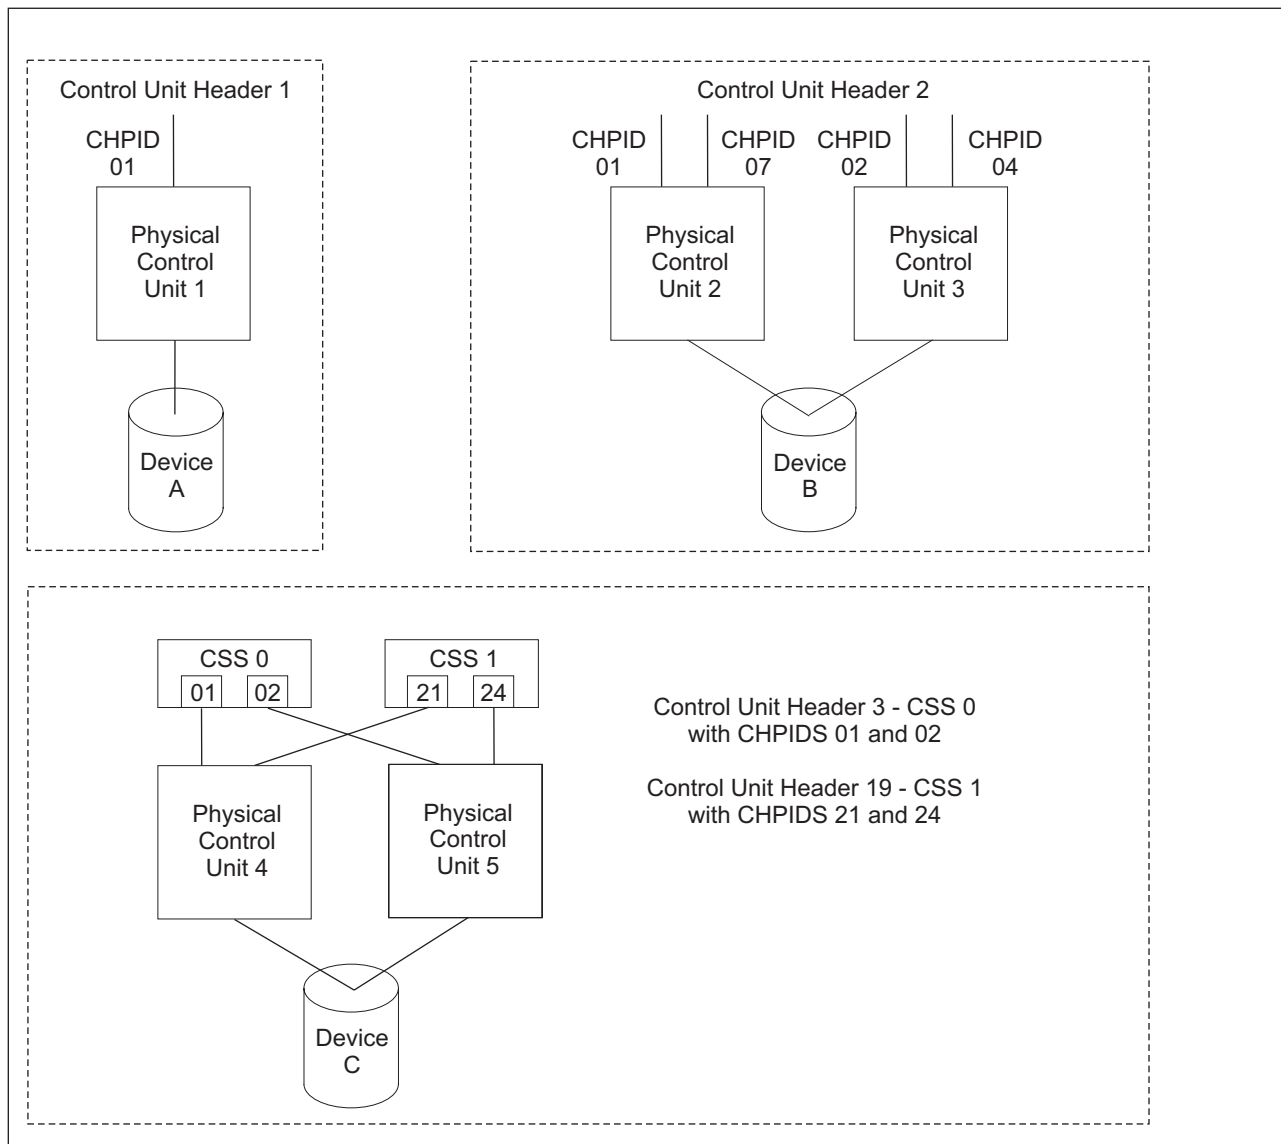 Control Unit Header 1
CHPID
01
Physical
Control
Unit 1
Device
A
Control Unit Header 2
CHPID
01
CHPID
07
CHPID
02
CHPID
04
Physical
Control
Unit 2
Physical
Control
Unit 3
Device
B
CSS 0
01 02
CSS 1
21 24
Physical
Control
Unit 4
Physical
Control
Unit 5
Device
C
Control Unit Header 3 - CSS 0
with CHPIDS 01 and 02
Control Unit Header 19 - CSS 1
with CHPIDS 21 and 24